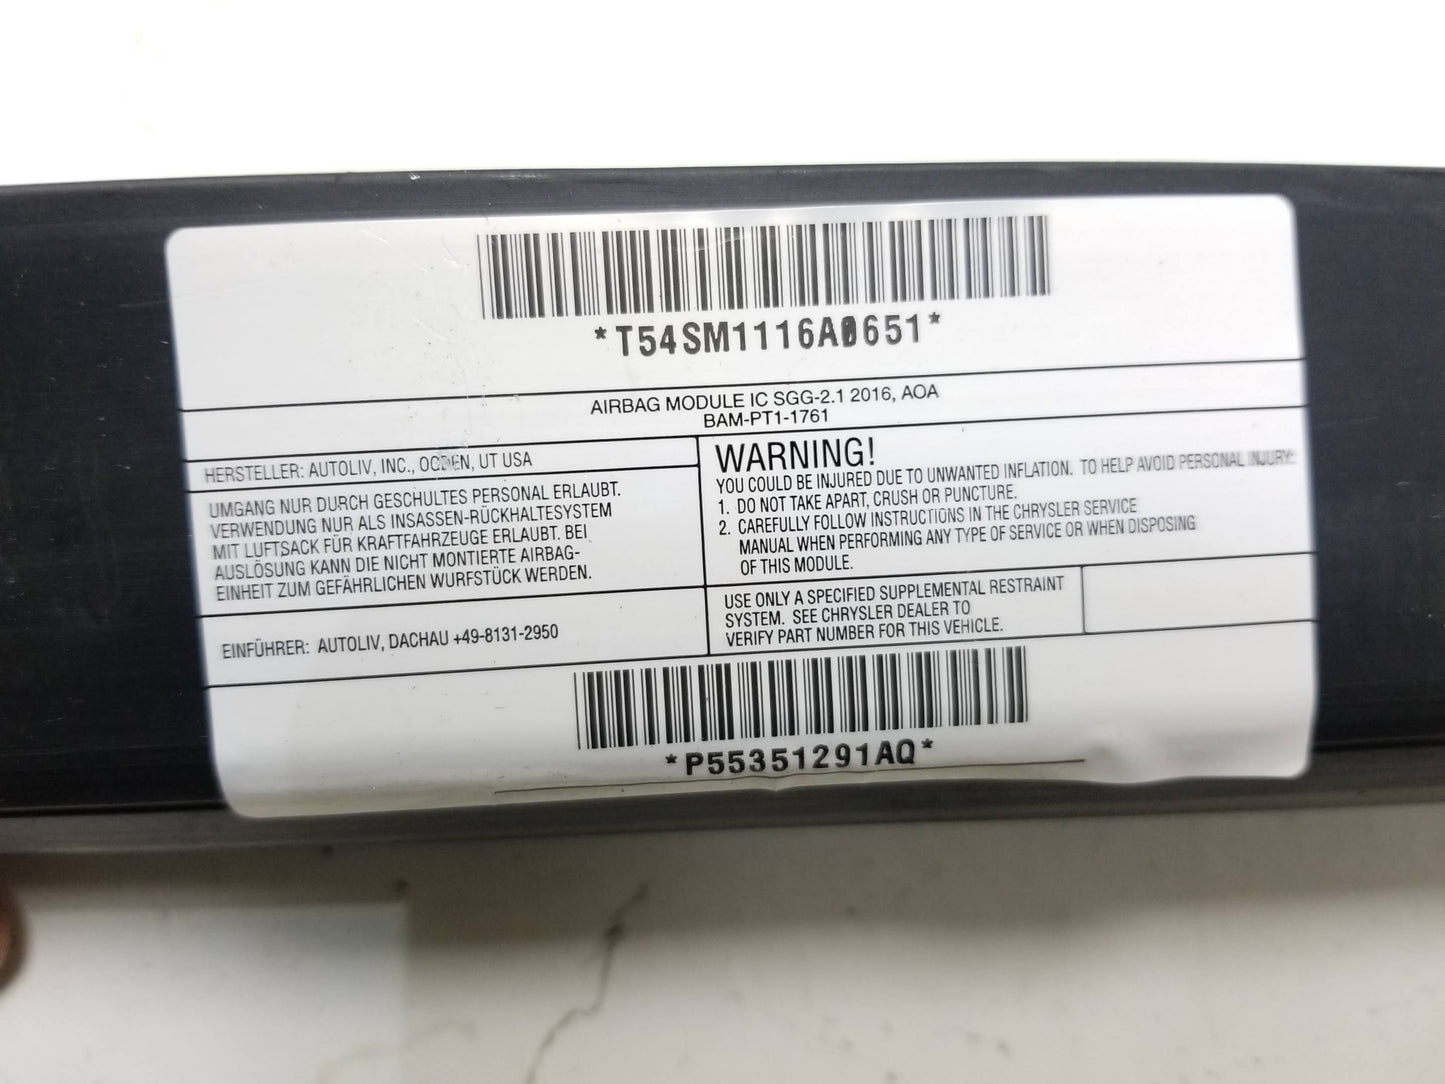 *T54SM1116A0651*
AIRBAG MODULE IC SGG-2.1 2016, AOA
BAM-PT1-1761
HERSTELLER: AUTOLIV, INC., OGDEN, UT USA
UMGANG NUR DURCH GESCHULTES PERSONAL ERLAUBT.
VERWENDUNG NUR ALS INSASSEN-RÜCKHALTESYSTEM
MIT LUFTSACK FÜR KRAFTFAHRZEUGE ERLAUBT. BEI
AUSLÖSUNG KANN DIE NICHT MONTIERTE AIRBAG-
EINHEIT ZUM GEFÄHRLICHEN WURFSTÜCK WERDEN.
EINFÜHRER: AUTOLIV, DACHAU +49-8131-2950
WARNING!
YOU COULD BE INJURED DUE TO UNWANTED INFLATION. TO HELP AVOID PERSONAL INJURY:
1. DO NOT TAKE APART, CRUSH OR PUNCTURE.
2. CAREFULLY FOLLOW INSTRUCTIONS IN THE CHRYSLER SERVICE
MANUAL WHEN PERFORMING ANY TYPE OF SERVICE OR WHEN DISPOSING
OF THIS MODULE.
USE ONLY A SPECIFIED SUPPLEMENTAL RESTRAINT
SYSTEM. SEE CHRYSLER DEALER TO
VERIFY PART NUMBER FOR THIS VEHICLE.
*P55351291AQ*